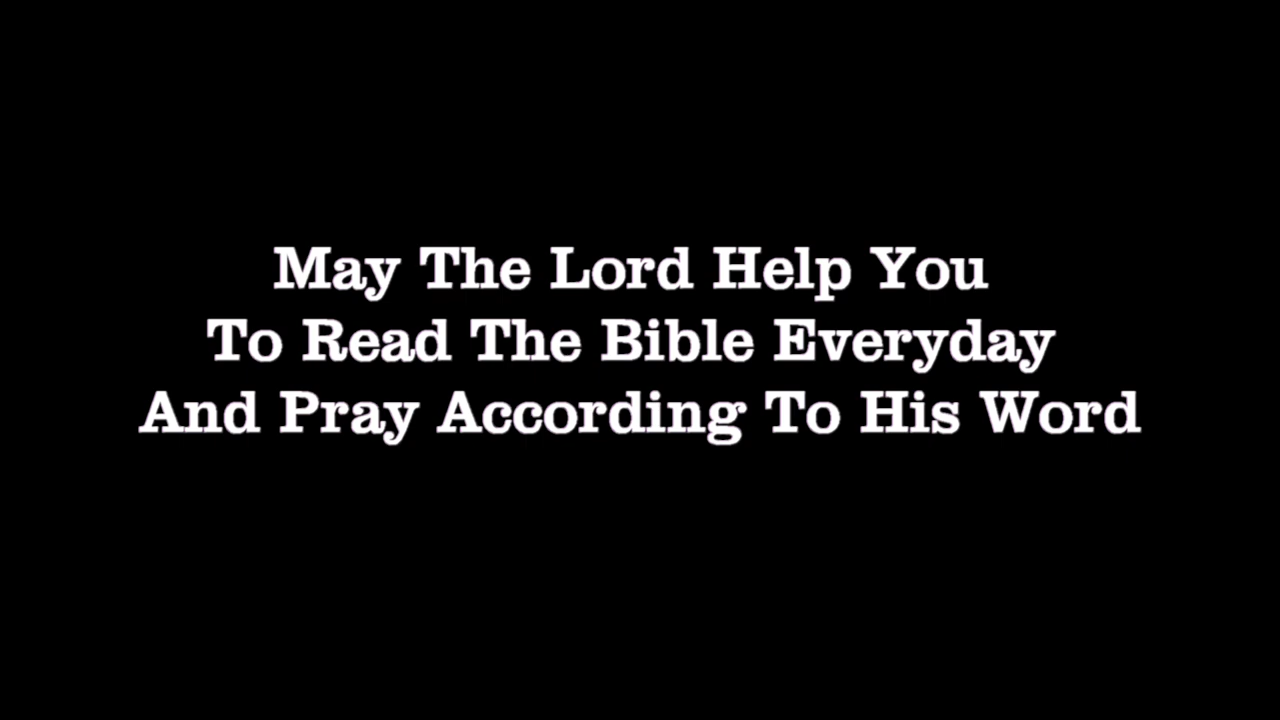 May The Lord Help You
To Read The Bible Everyday
And Pray According To His Word